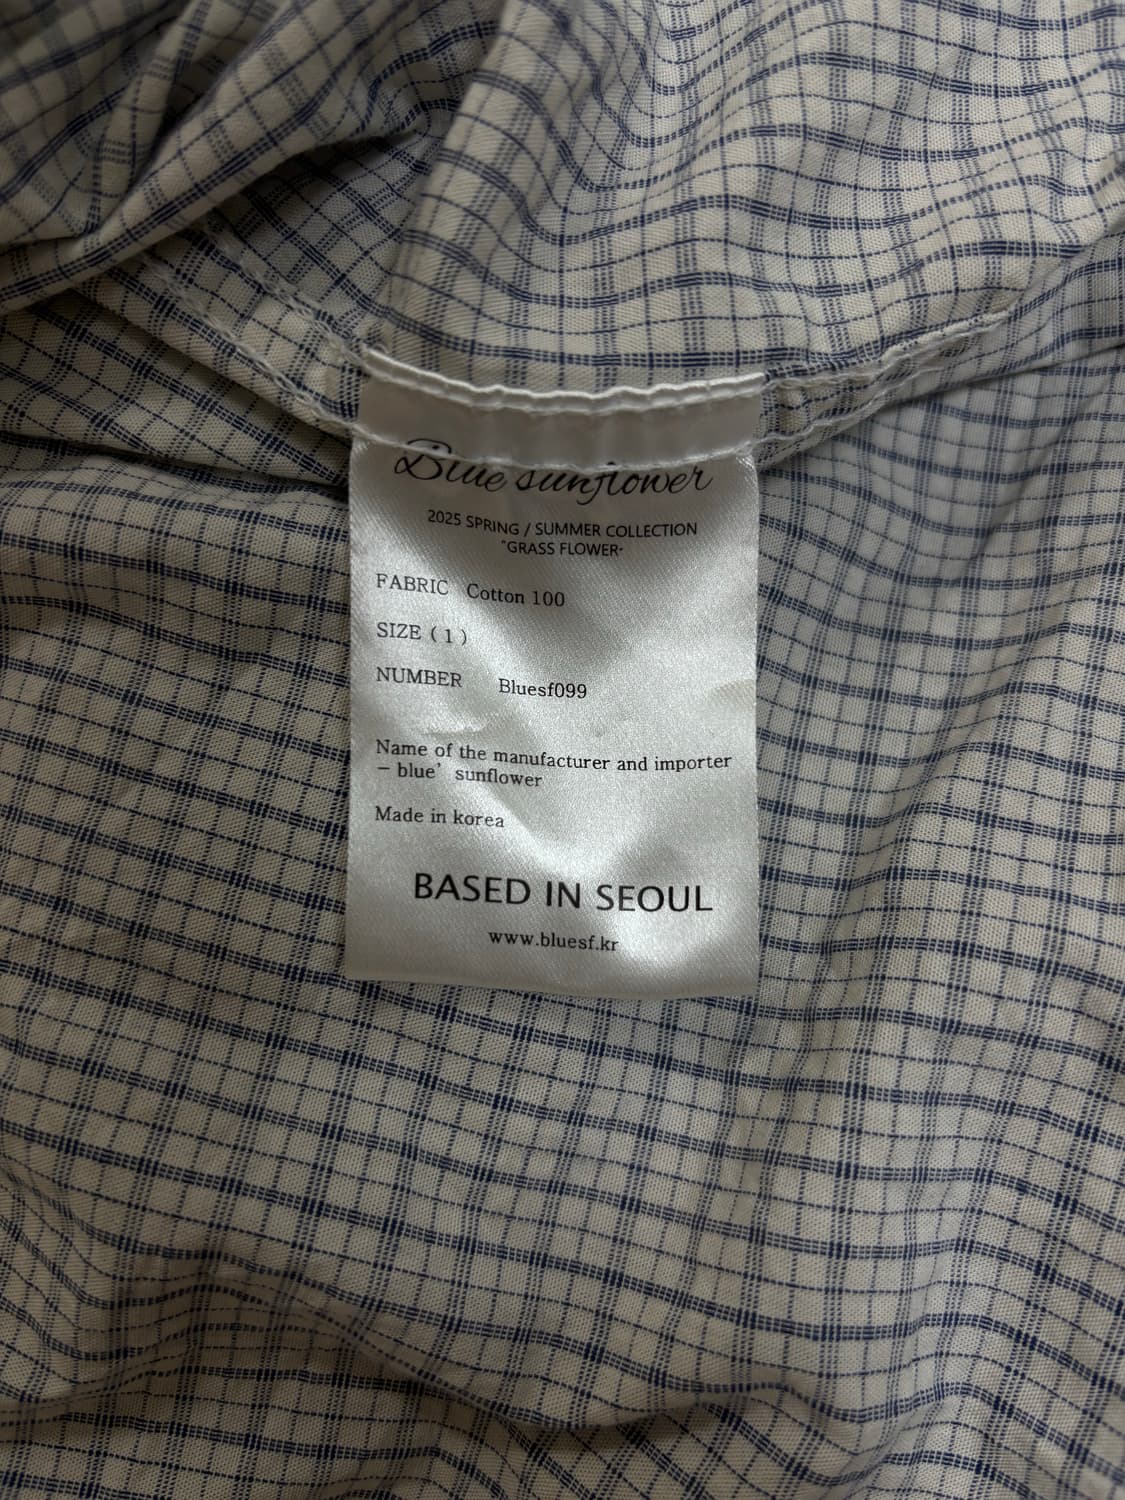 Blue sunflower
2025 SPRING / SUMMER COLLECTION
"GRASS FLOWER"
FABRIC Cotton 100
SIZE ( 1 )
NUMBER Bluesf099
Name of the manufacturer and importer
- blue' sunflower
Made in korea
BASED IN SEOUL
www.bluesf.kr